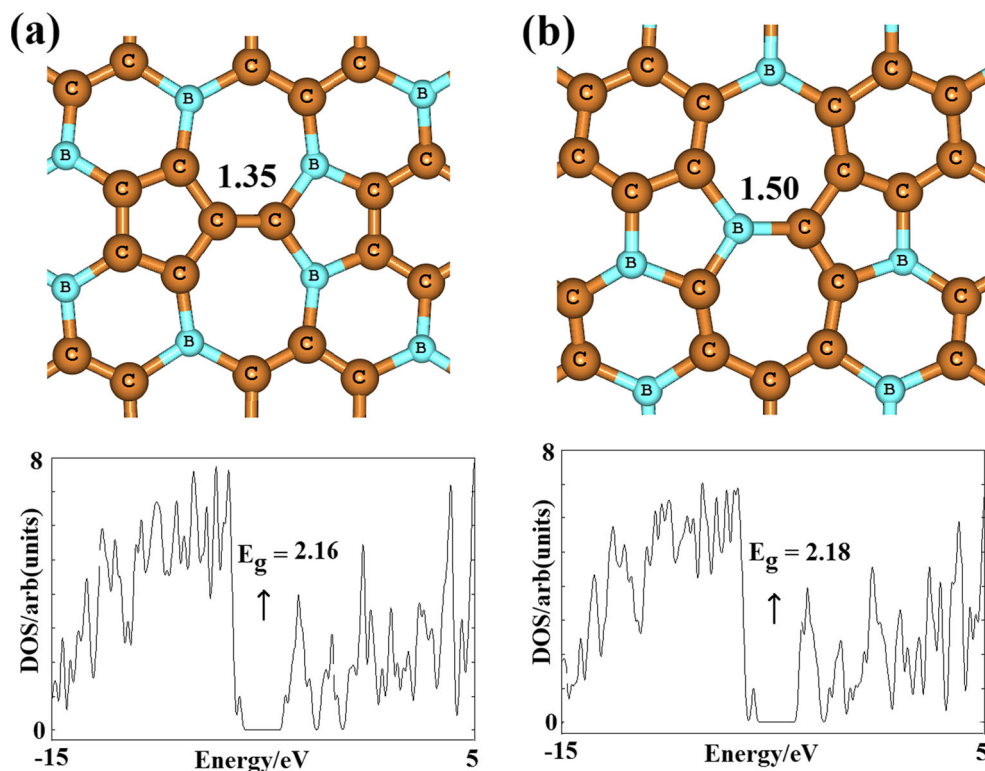 (a)
C C C
C B C B
B C B C
C 1.35 C
C C
C C
B C B C
C B C B
C C C
8
DOS/arb(units)
Eg = 2.16
↑
0
-15 Energy/eV 5
(b)
C B C
C C C C
C C C C
C 1.50 C
B C
B B
C C C C
C C C C
B C B
8
DOS/arb(units)
Eg = 2.18
↑
0
-15 Energy/eV 5